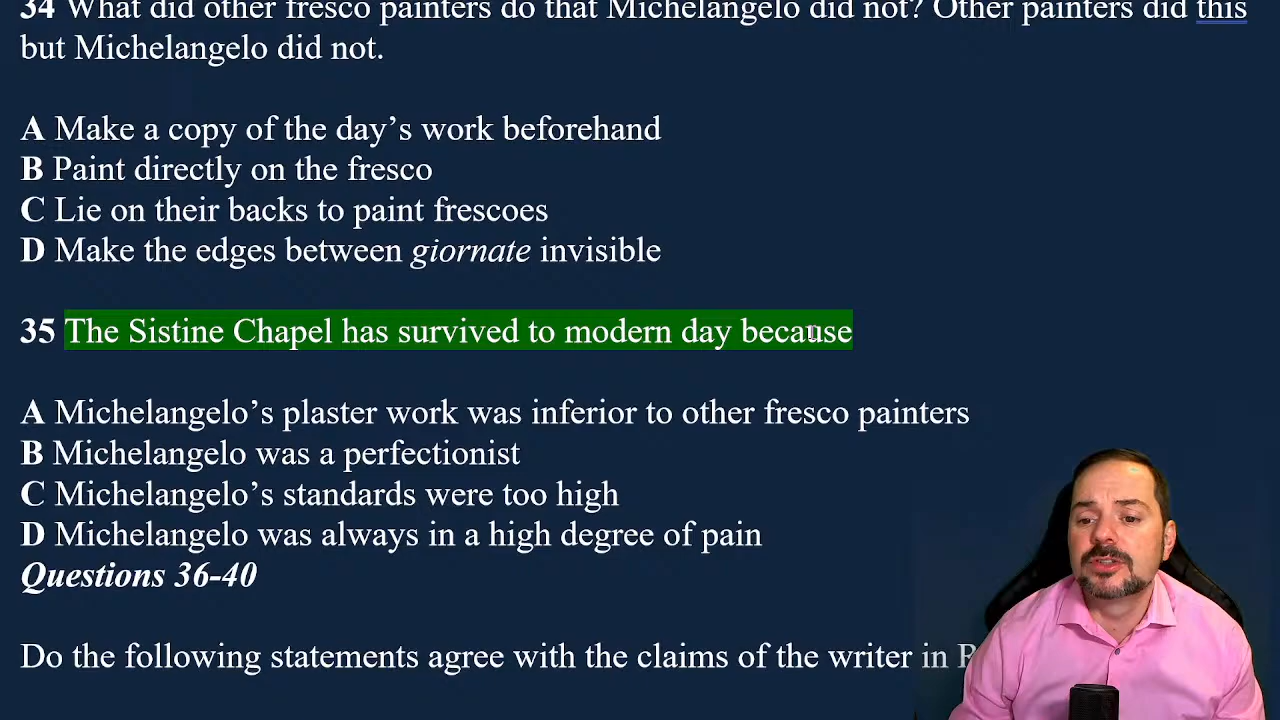 34 What did other fresco painters do that Michelangelo did not? Other painters did this
but Michelangelo did not.
A Make a copy of the day’s work beforehand
B Paint directly on the fresco
C Lie on their backs to paint frescoes
D Make the edges between giornate invisible
35 The Sistine Chapel has survived to modern day because
A Michelangelo’s plaster work was inferior to other fresco painters
B Michelangelo was a perfectionist
C Michelangelo’s standards were too high
D Michelangelo was always in a high degree of pain
Questions 36-40
Do the following statements agree with the claims of the writer in